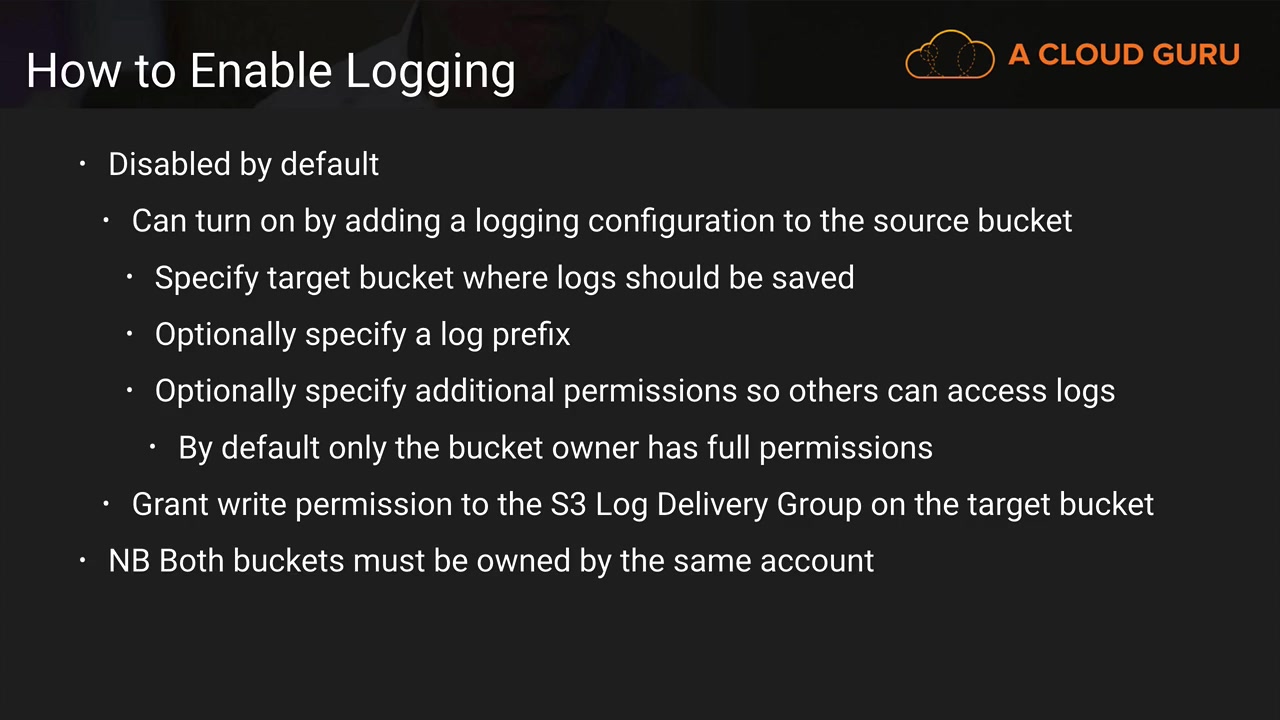 How to Enable Logging
A CLOUD GURU
• Disabled by default
• Can turn on by adding a logging configuration to the source bucket
• Specify target bucket where logs should be saved
• Optionally specify a log prefix
• Optionally specify additional permissions so others can access logs
• By default only the bucket owner has full permissions
• Grant write permission to the S3 Log Delivery Group on the target bucket
• NB Both buckets must be owned by the same account